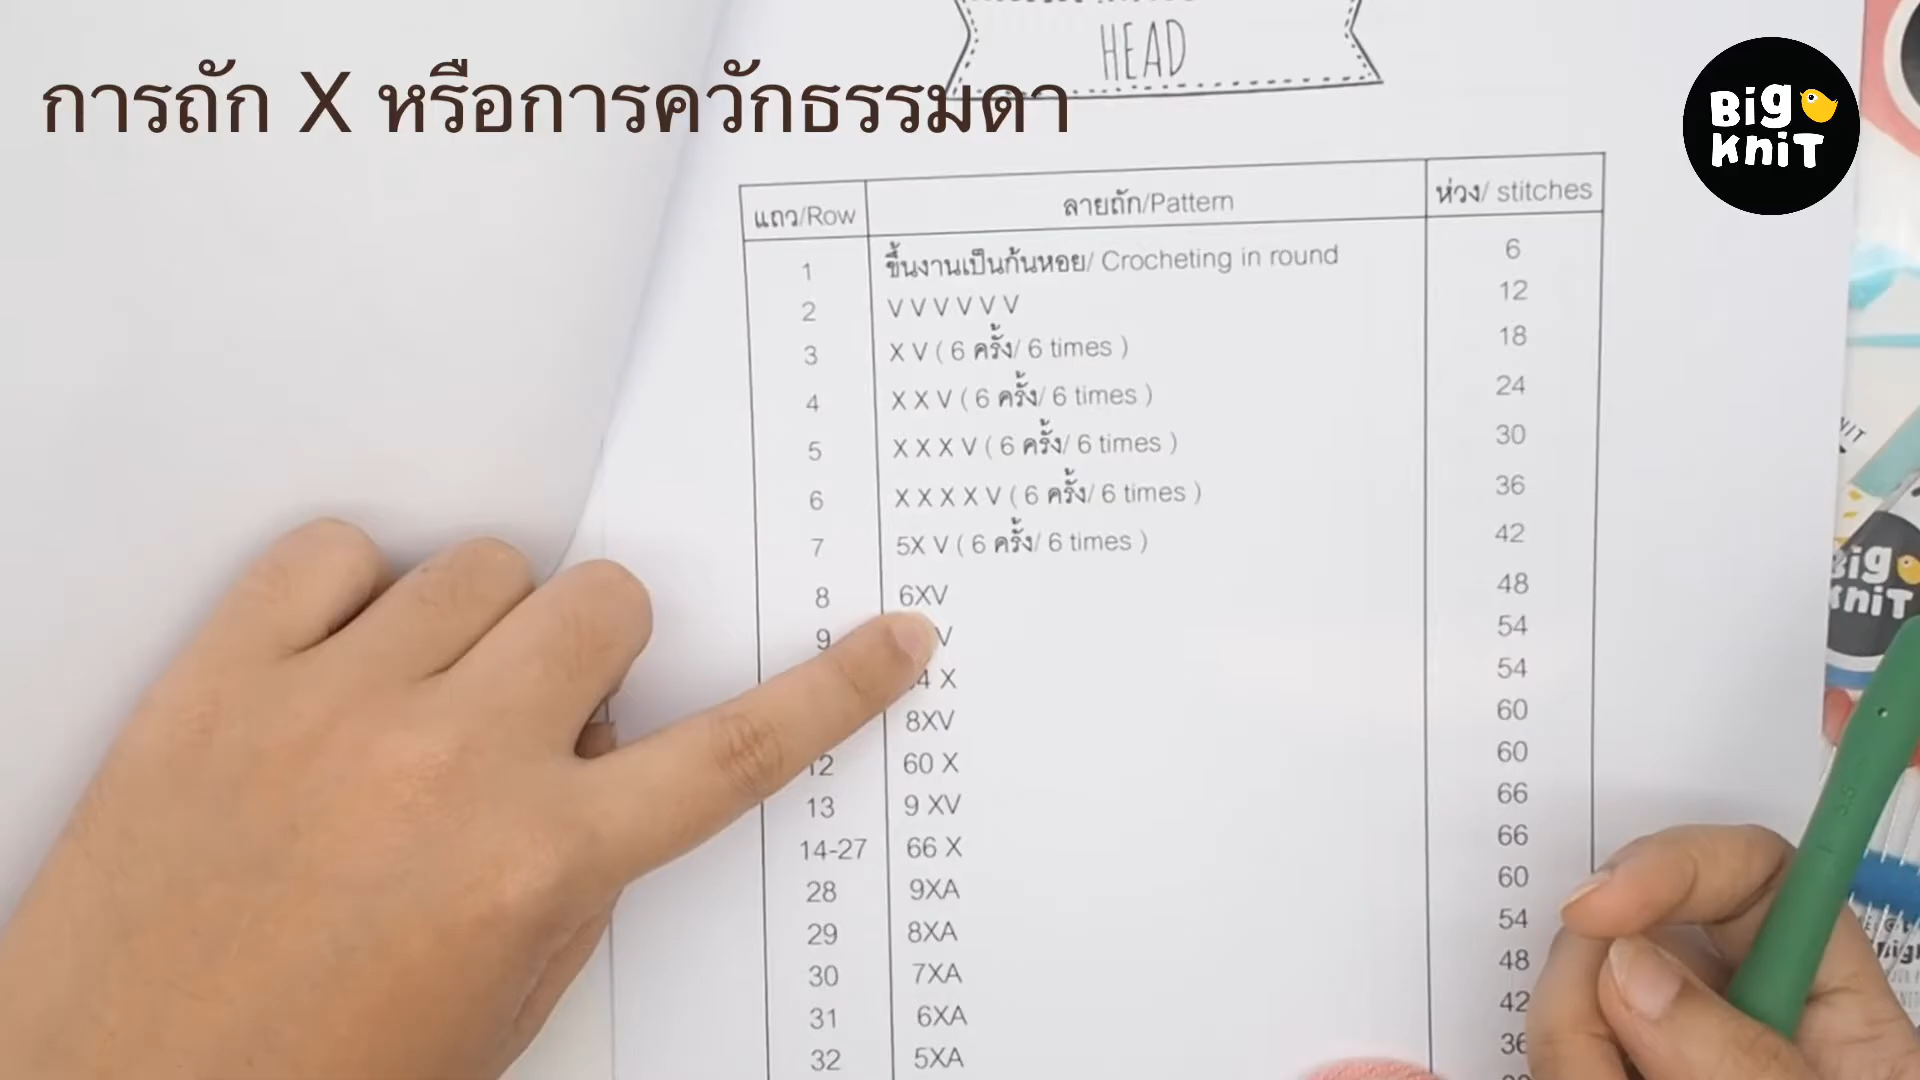 การถัก X หรือการควักธรรมดา
HEAD
Big
KniT
แถว/Row ลายถัก/Pattern ห่วง/ stitches
1 ขึ้นงานเป็นก้นหอย/ Crocheting in round 6
2 V V V V V V 12
3 X V ( 6 ครั้ง/ 6 times ) 18
4 X X V ( 6 ครั้ง/ 6 times ) 24
5 X X X V ( 6 ครั้ง/ 6 times ) 30
6 X X X X V ( 6 ครั้ง/ 6 times ) 36
7 5X V ( 6 ครั้ง/ 6 times ) 42
8 6XV 48
9 V 54
4 X 54
8XV 60
12 60 X 60
13 9 XV 66
14-27 66 X 66
28 9XA 60
29 8XA 54
30 7XA 48
31 6XA 42
32 5XA 36
Big
KniT